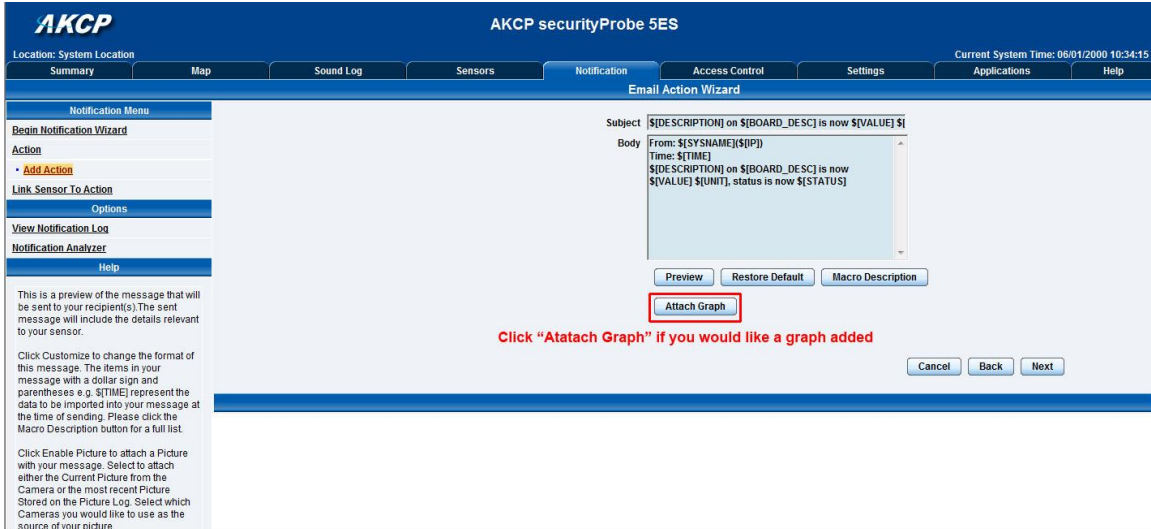 AKCP
AKCP securityProbe 5ES
Location: System Location
Current System Time: 06/01/2000 10:34:15
Summary
Map
Sound Log
Sensors
Notification
Access Control
Settings
Applications
Help
Email Action Wizard
Notification Menu
Begin Notification Wizard
Action
• Add Action
Link Sensor To Action
Options
View Notification Log
Notification Analyzer
Help
This is a preview of the message that will
be sent to your recipient(s).The sent
message will include the details relevant
to your sensor.
Click Customize to change the format of
this message. The items in your
message with a dollar sign and
parentheses e.g. $[TIME] represent the
data to be imported into your message at
the time of sending. Please click the
Macro Description button for a full list.
Click Enable Picture to attach a Picture
with your message. Select to attach
either the Current Picture from the
Camera or the most recent Picture
Stored on the Picture Log. Select which
Cameras you would like to use as the
source of your picture.
Subject $[DESCRIPTION] on $[BOARD_DESC] is now $[VALUE] $[
Body
From: $[SYSNAME]($[IP])
Time: $[TIME]
$[DESCRIPTION] on $[BOARD_DESC] is now
$[VALUE] $[UNIT], status is now $[STATUS]
Preview
Restore Default
Macro Description
Attach Graph
Click “Atatach Graph” if you would like a graph added
Cancel
Back
Next